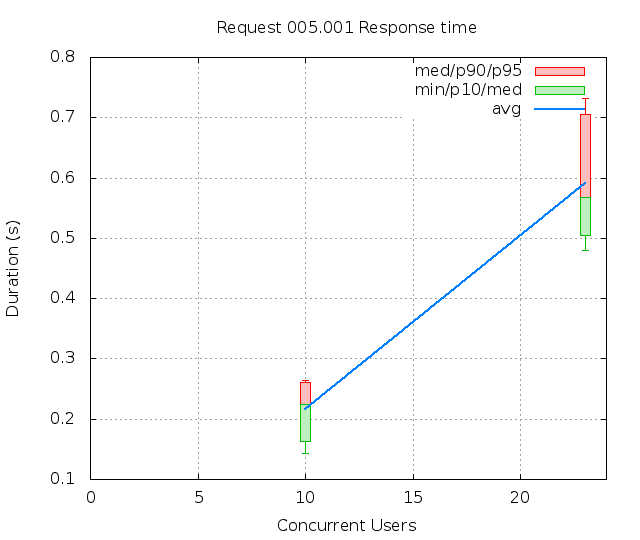 Request 005.001 Response time
med/p90/p95
min/p10/med
avg
0.8
0.7
0.6
0.5
0.4
0.3
0.2
0.1
Duration (s)
0 5 10 15 20
Concurrent Users